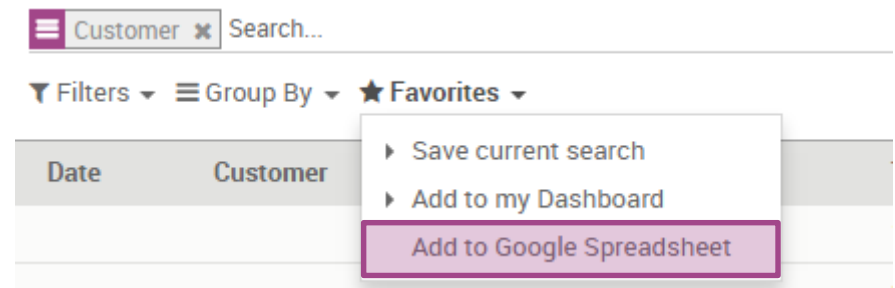 Customer Search...
Filters Group By Favorites
Save current search
Date Customer
Add to my Dashboard
Add to Google Spreadsheet